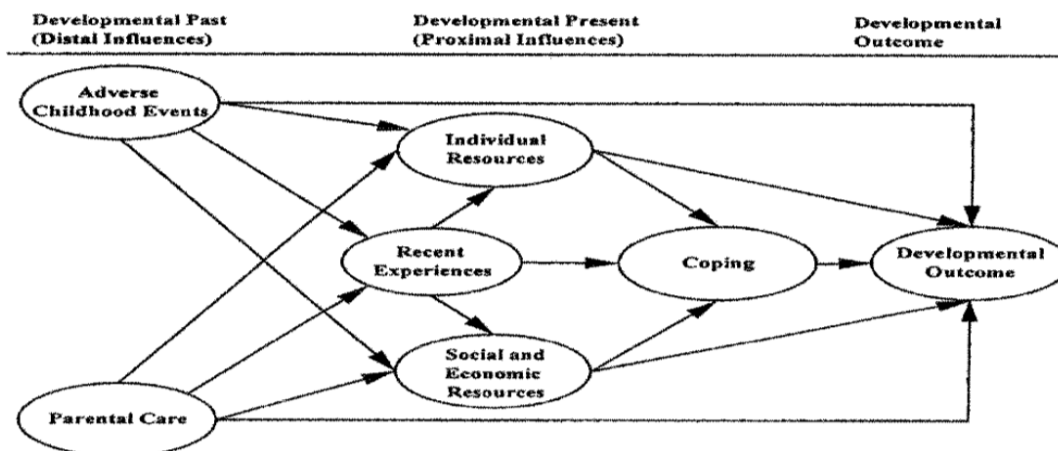 Developmental Past
(Distal Influences)
Developmental Present
(Proximal Influences)
Developmental
Outcome
Adverse
Childhood Events
Individual
Resources
Recent
Experiences
Coping
Developmental
Outcome
Social and
Economic
Resources
Parental Care